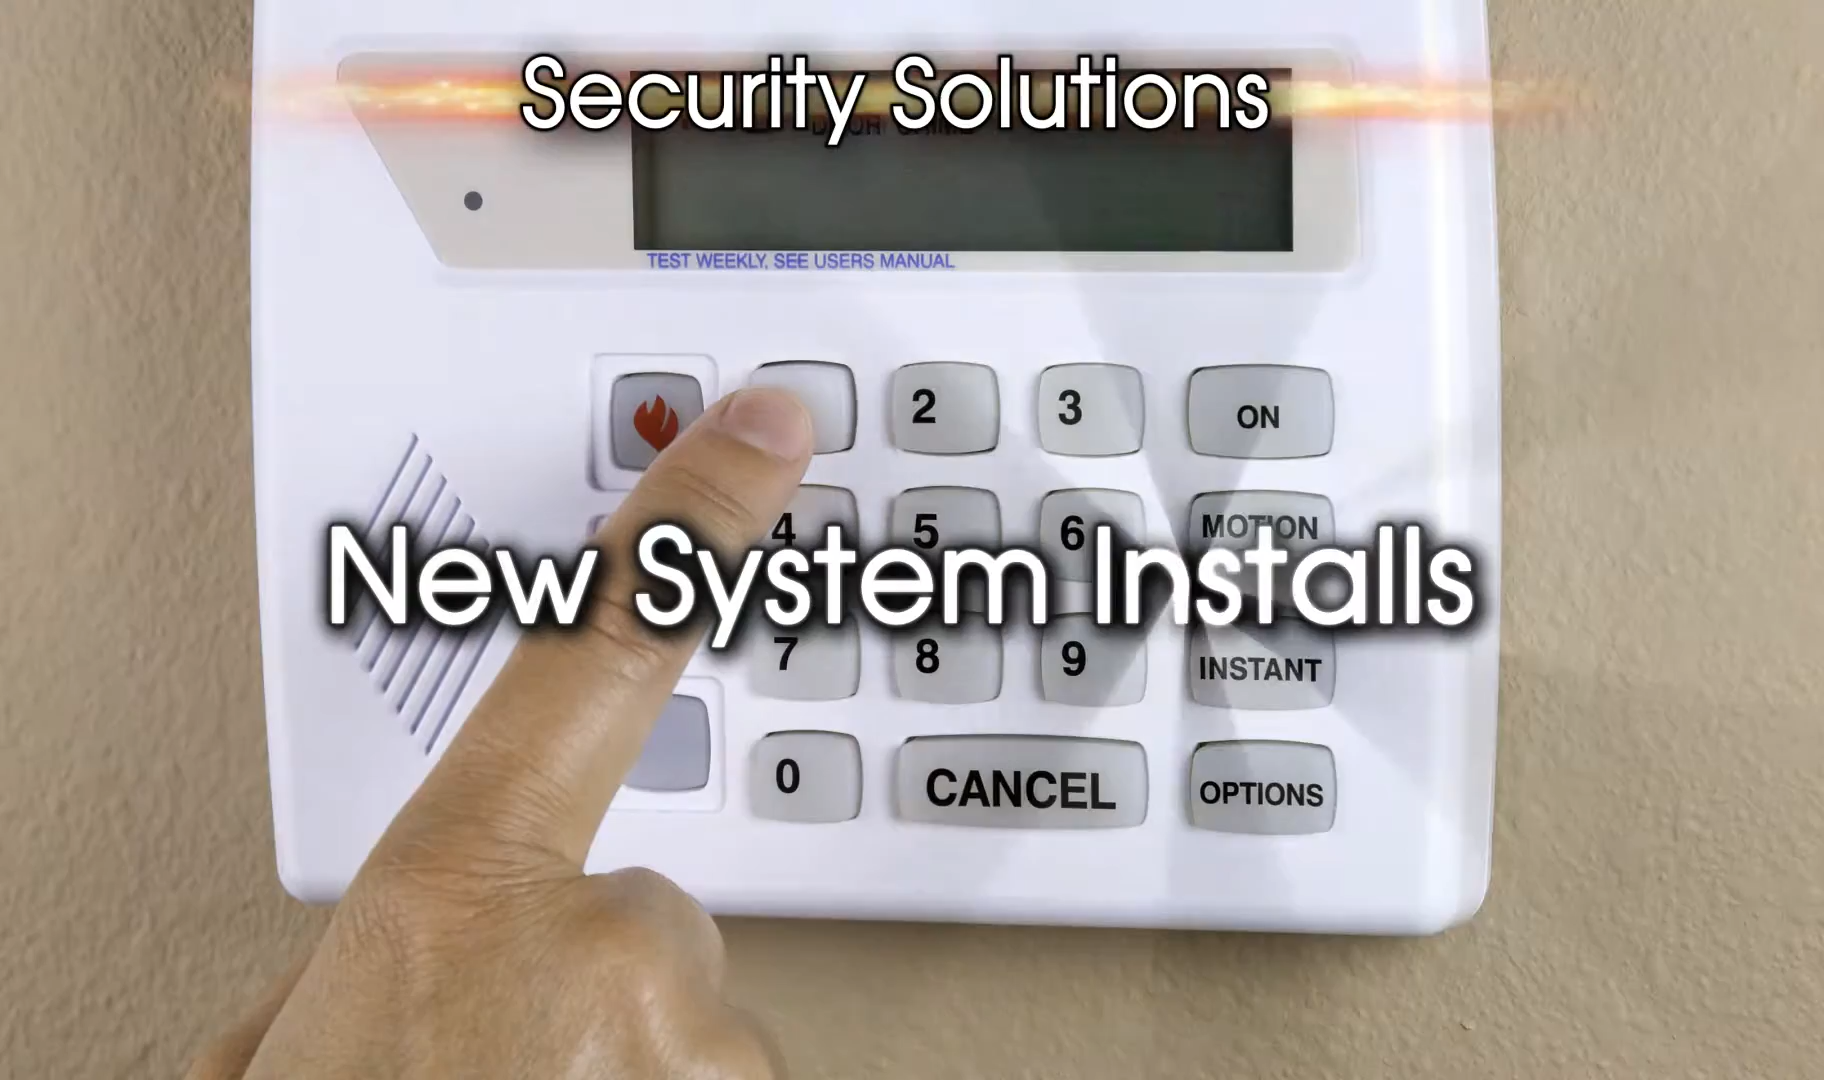 Security Solutions
TEST WEEKLY. SEE USERS MANUAL
2 3 ON
4 5 6 MOTION
New System Installs
7 8 9 INSTANT
0 CANCEL OPTIONS